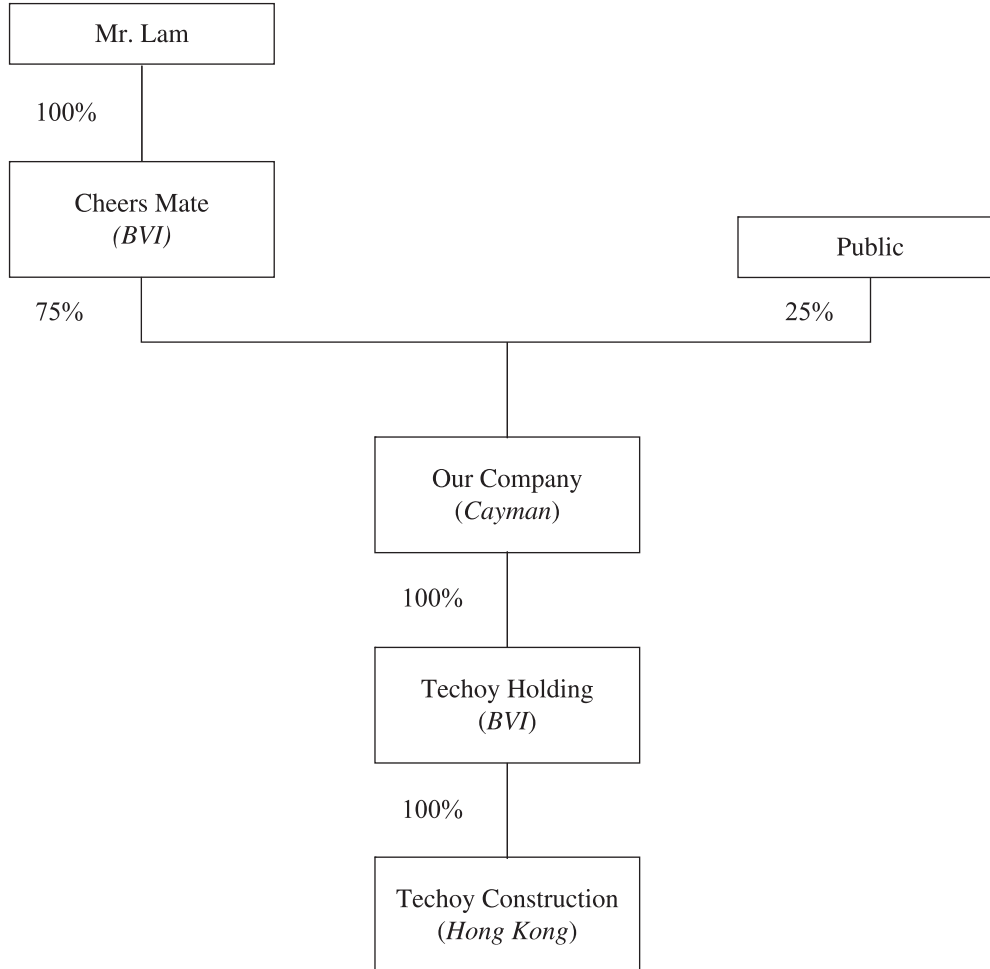 Mr. Lam
100%
Cheers Mate
(BVI)
Public
75%
25%
Our Company
(Cayman)
100%
Techoy Holding
(BVI)
100%
Techoy Construction
(Hong Kong)